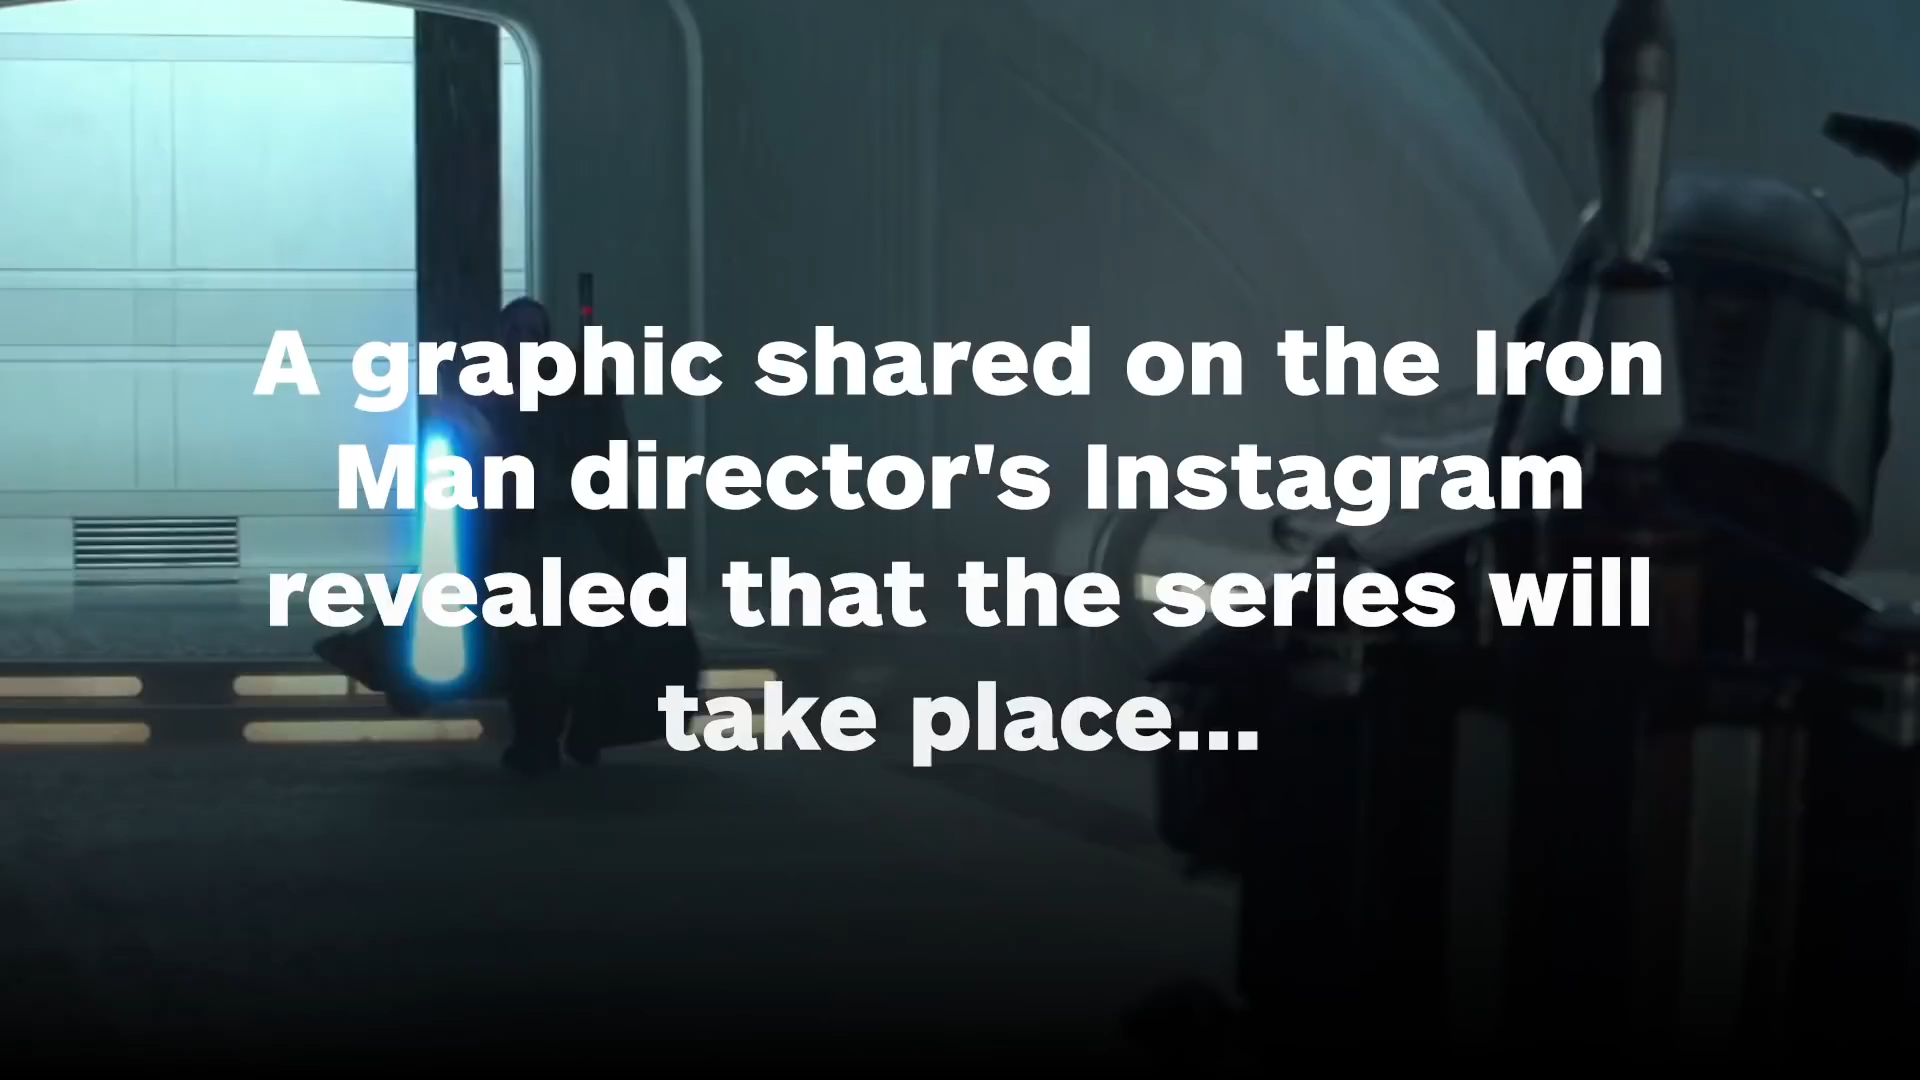 A graphic shared on the Iron
Man director's Instagram
revealed that the series will
take place...